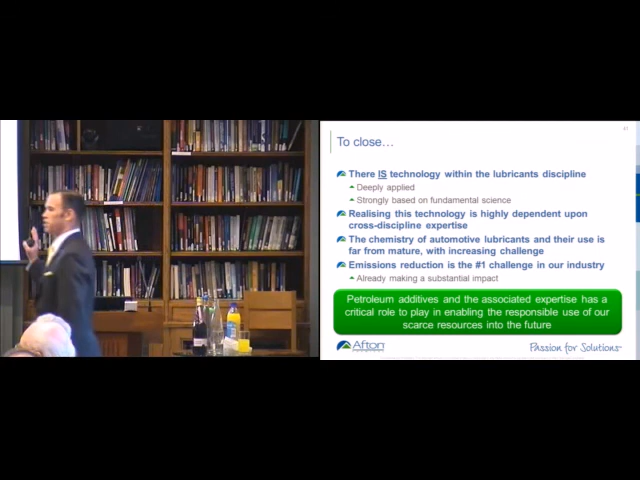 41
To close…
There IS technology within the lubricants discipline
Deeply applied
Strongly based on fundamental science
Realising this technology is highly dependent upon
cross-discipline expertise
The chemistry of automotive lubricants and their use is
far from mature, with increasing challenge
Emissions reduction is the #1 challenge in our industry
Already making a substantial impact
Petroleum additives and the associated expertise has a
critical role to play in enabling the responsible use of our
scarce resources into the future
Afton
Passion for Solutions